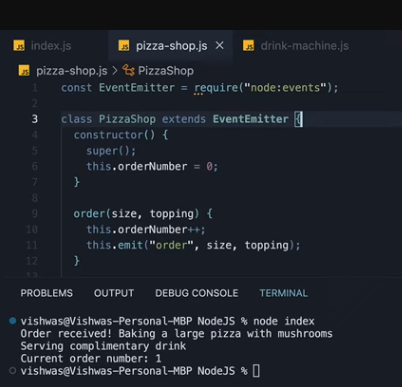 JS index.js JS pizza-shop.js × JS drink-machine.js
JS pizza-shop.js > PizzaShop
1 const EventEmitter = require("node:events");
2
3 class PizzaShop extends EventEmitter {
4 constructor() {
5 super();
6 this.orderNumber = 0;
7 }
8
9 order(size, topping) {
10 this.orderNumber++;
11 this.emit("order", size, topping);
12 }
13
PROBLEMS OUTPUT DEBUG CONSOLE TERMINAL
vishwas@Vishwas-Personal-MBP NodeJS % node index
Order received! Baking a large pizza with mushrooms
Serving complimentary drink
Current order number: 1
vishwas@Vishwas-Personal-MBP NodeJS %